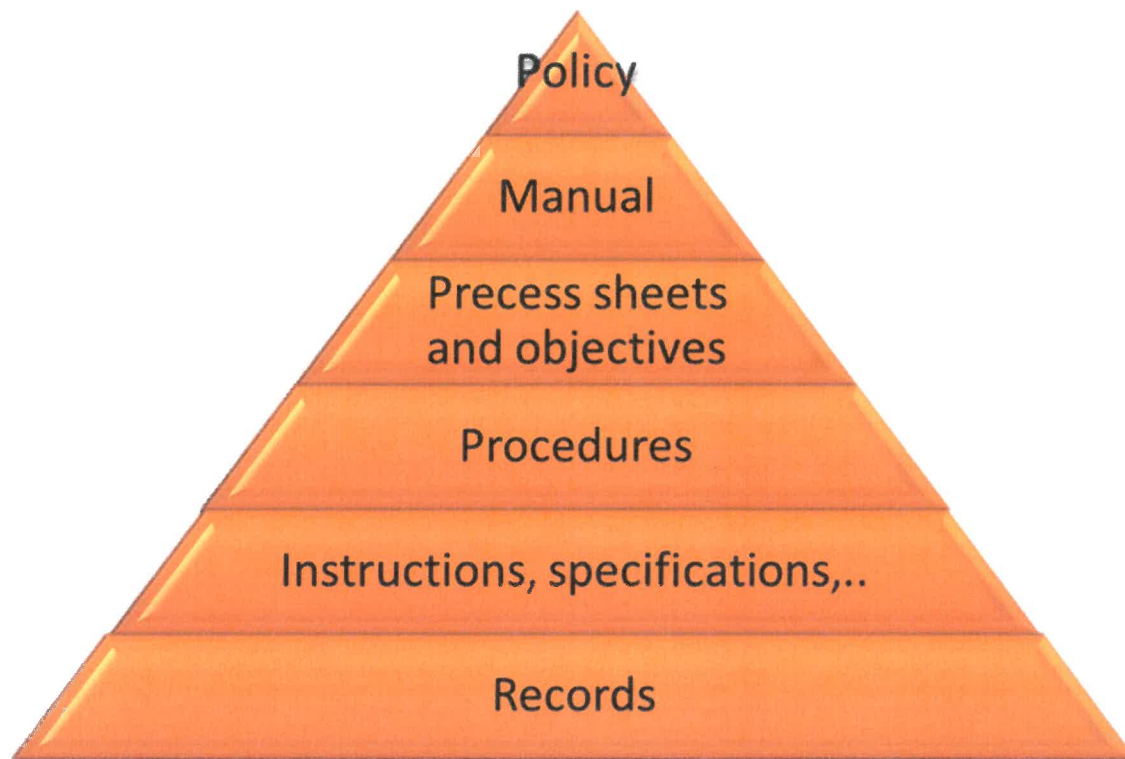 Policy
Manual
Precess sheets
and objectives
Procedures
Instructions, specifications,..
Records